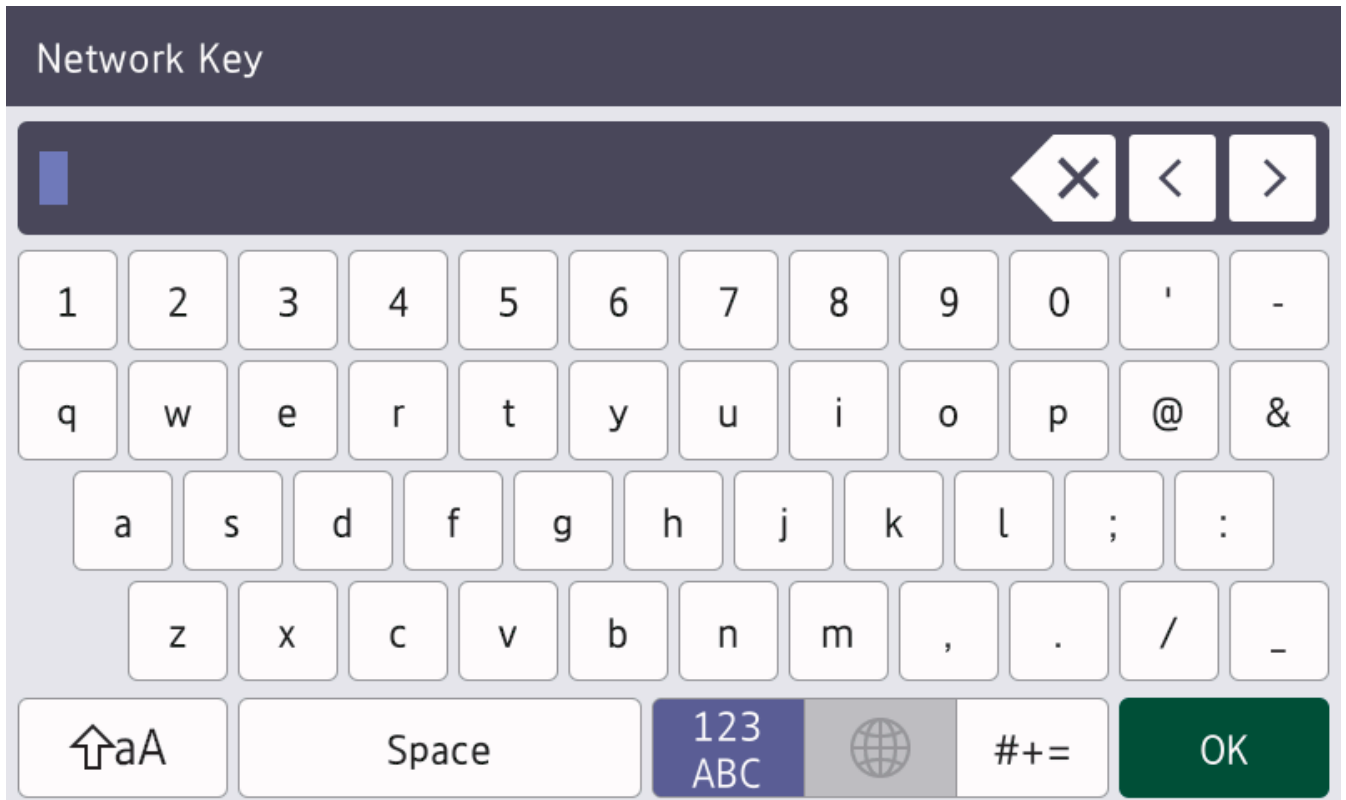 Network Key
1 2 3 4 5 6 7 8 9 0 ' -
q w e r t y u i o p @ &
a s d f g h j k l ; :
z x c v b n m , . / _
aA Space 123 ABC #+= OK